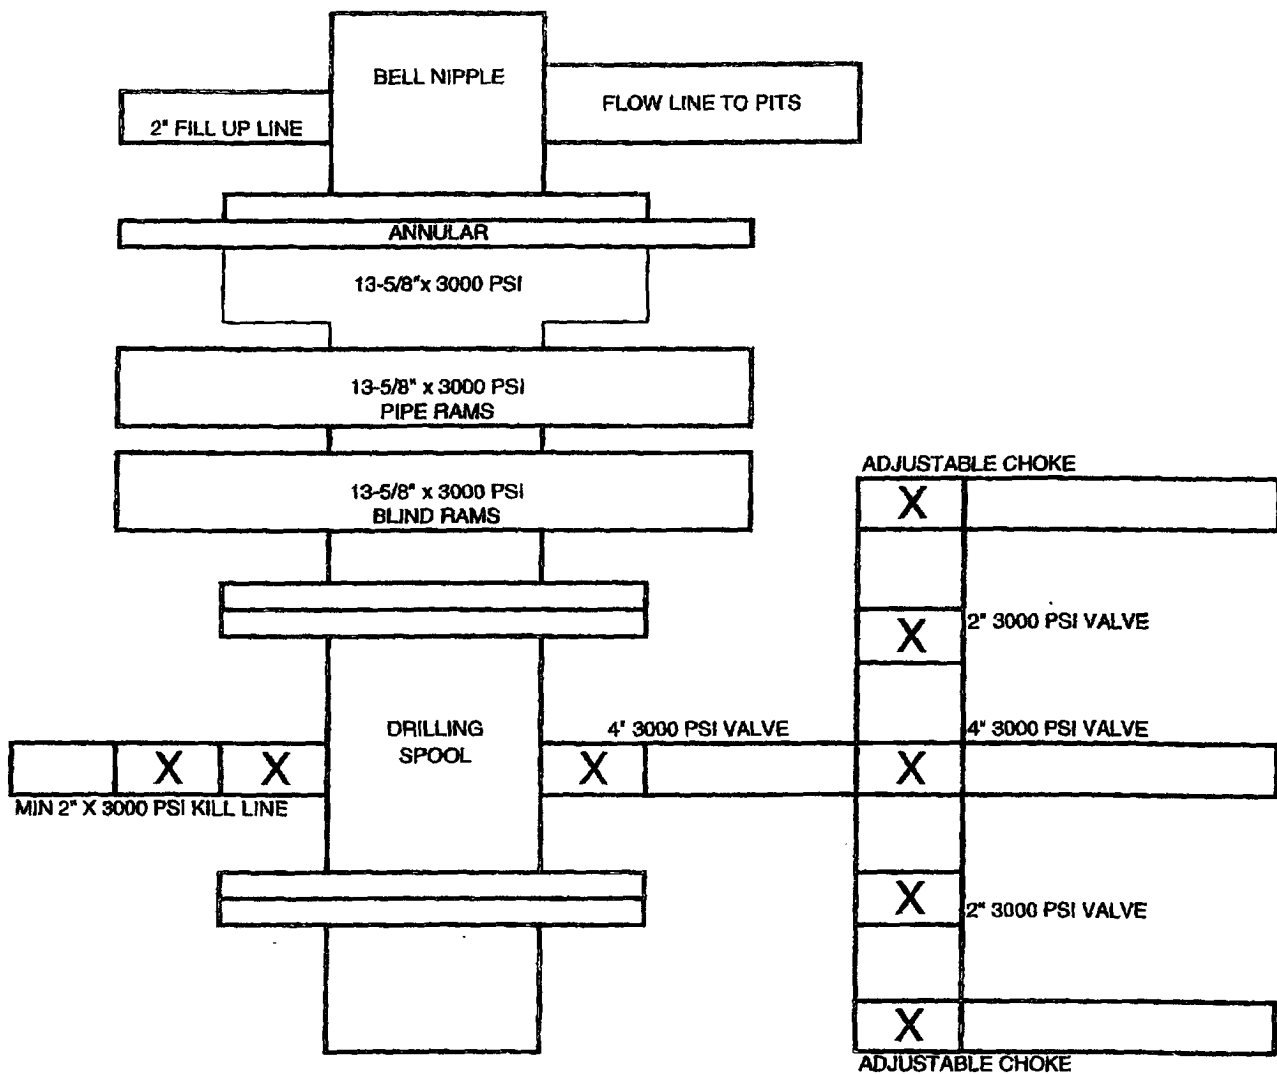 BELL NIPPLE
FLOW LINE TO PITS
2" FILL UP LINE
ANNULAR
13-5/8"x 3000 PSI
13-5/8" x 3000 PSI
PIPE RAMS
13-5/8" x 3000 PSI
BLIND RAMS
ADJUSTABLE CHOKE
X
X
2" 3000 PSI VALVE
DRILLING
SPOOL
4" 3000 PSI VALVE
4" 3000 PSI VALVE
X
X
X
X
MIN 2" X 3000 PSI KILL LINE
X
2" 3000 PSI VALVE
X
ADJUSTABLE CHOKE